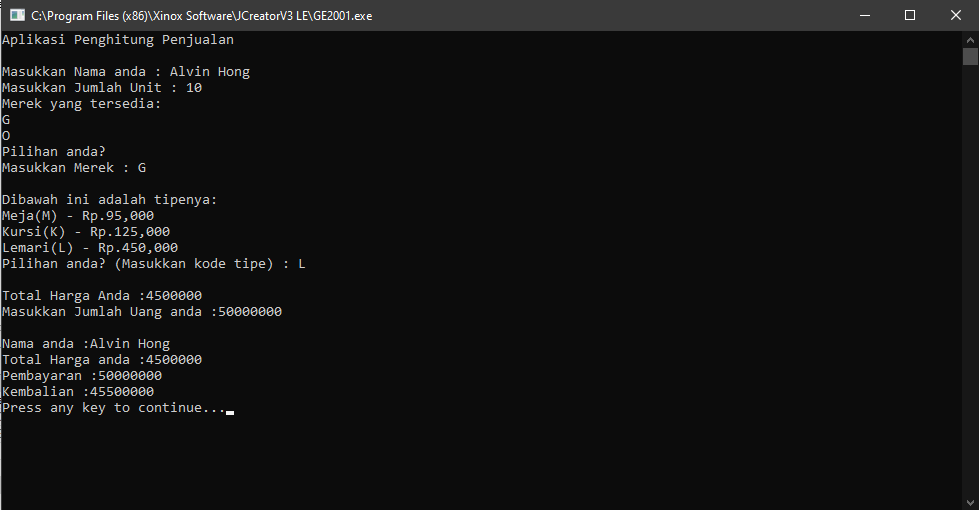 C:\Program Files (x86)\Xinox Software\JCreatorV3 LE\GE2001.exe
Aplikasi Penghitung Penjualan
Masukkan Nama anda : Alvin Hong
Masukkan Jumlah Unit : 10
Merek yang tersedia:
G
O
Pilihan anda?
Masukkan Merek : G
Dibawah ini adalah tipenya:
Meja(M) - Rp.95,000
Kursi(K) - Rp.125,000
Lemari(L) - Rp.450,000
Pilihan anda? (Masukkan kode tipe) : L
Total Harga Anda :4500000
Masukkan Jumlah Uang anda :50000000
Nama anda :Alvin Hong
Total Harga anda :4500000
Pembayaran :50000000
Kembalian :45500000
Press any key to continue...